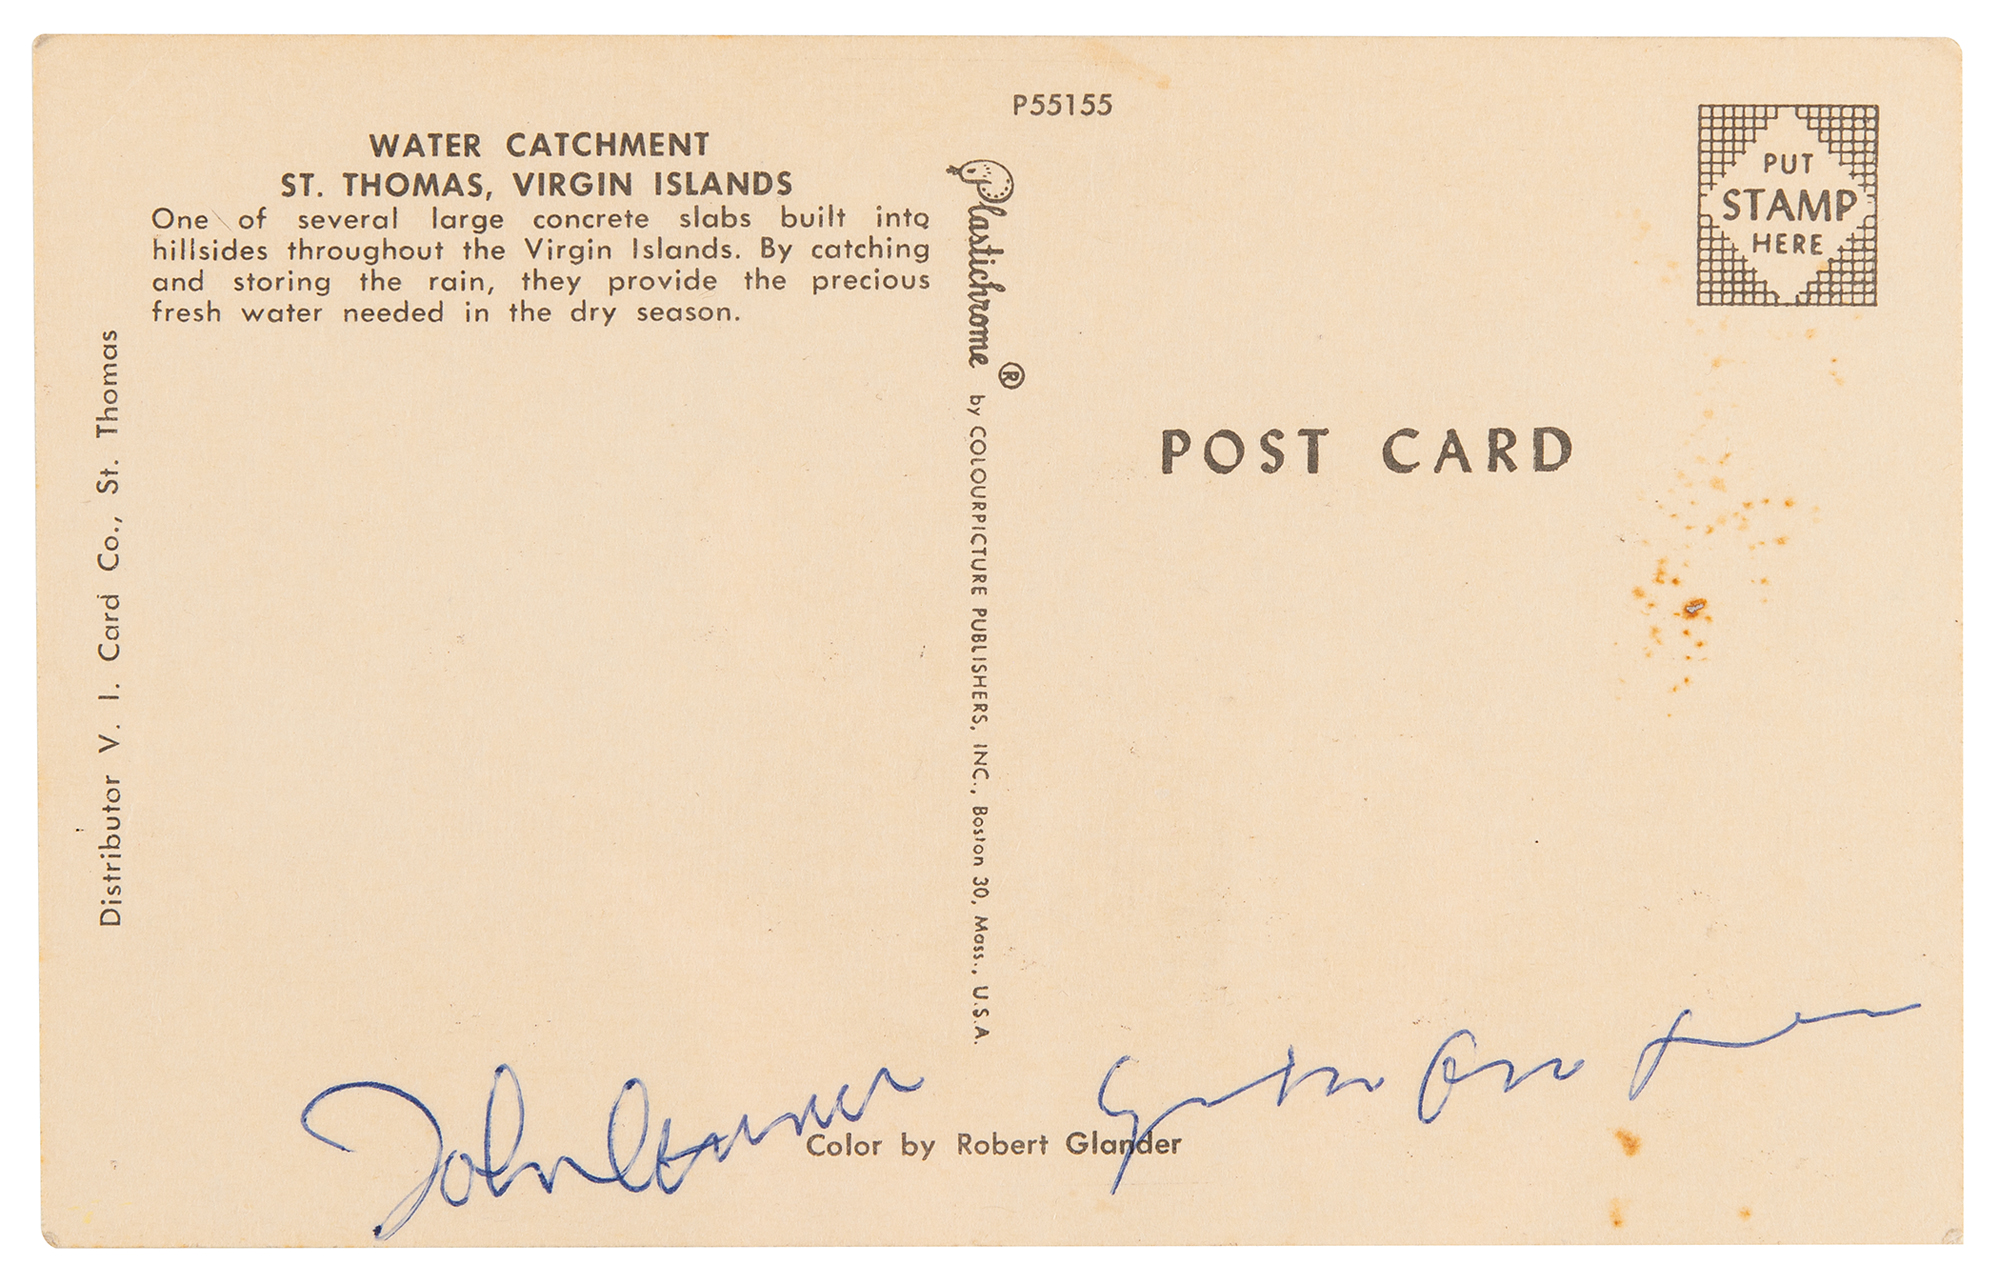 P55155
WATER CATCHMENT
ST. THOMAS, VIRGIN ISLANDS
One of several large concrete slabs built into
hillsides throughout the Virgin Islands. By catching
and storing the rain, they provide the precious
fresh water needed in the dry season.
Distributor V. I. Card Co., St. Thomas
Plastichrome ® by COLOURPICTURE PUBLISHERS, INC., Boston 30, Mass., U.S.A.
PUT
STAMP
HERE
POST CARD
John Lennon
Color by Robert Glander